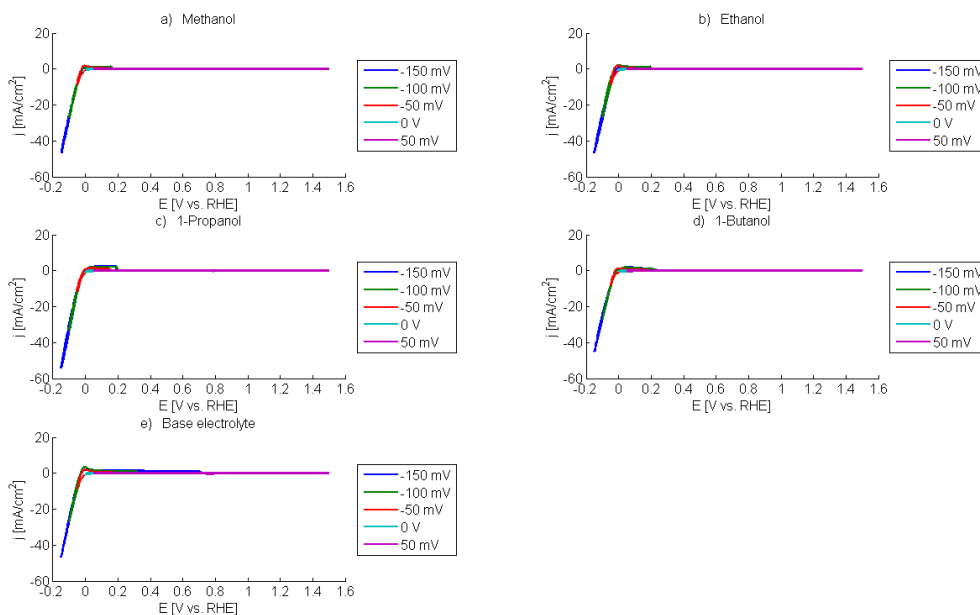 a) Methanol
20
0
-20
-40
-60
j [mA/cm²]
-0.2 0 0.2 0.4 0.6 0.8 1 1.2 1.4 1.6
E [V vs. RHE]
-150 mV
-100 mV
-50 mV
0 V
50 mV
b) Ethanol
20
0
-20
-40
-60
j [mA/cm²]
-0.2 0 0.2 0.4 0.6 0.8 1 1.2 1.4 1.6
E [V vs. RHE]
-150 mV
-100 mV
-50 mV
0 V
50 mV
c) 1-Propanol
20
0
-20
-40
-60
j [mA/cm²]
-0.2 0 0.2 0.4 0.6 0.8 1 1.2 1.4 1.6
E [V vs. RHE]
-150 mV
-100 mV
-50 mV
0 V
50 mV
d) 1-Butanol
20
0
-20
-40
-60
j [mA/cm²]
-0.2 0 0.2 0.4 0.6 0.8 1 1.2 1.4 1.6
E [V vs. RHE]
-150 mV
-100 mV
-50 mV
0 V
50 mV
e) Base electrolyte
20
0
-20
-40
-60
j [mA/cm²]
-0.2 0 0.2 0.4 0.6 0.8 1 1.2 1.4 1.6
E [V vs. RHE]
-150 mV
-100 mV
-50 mV
0 V
50 mV